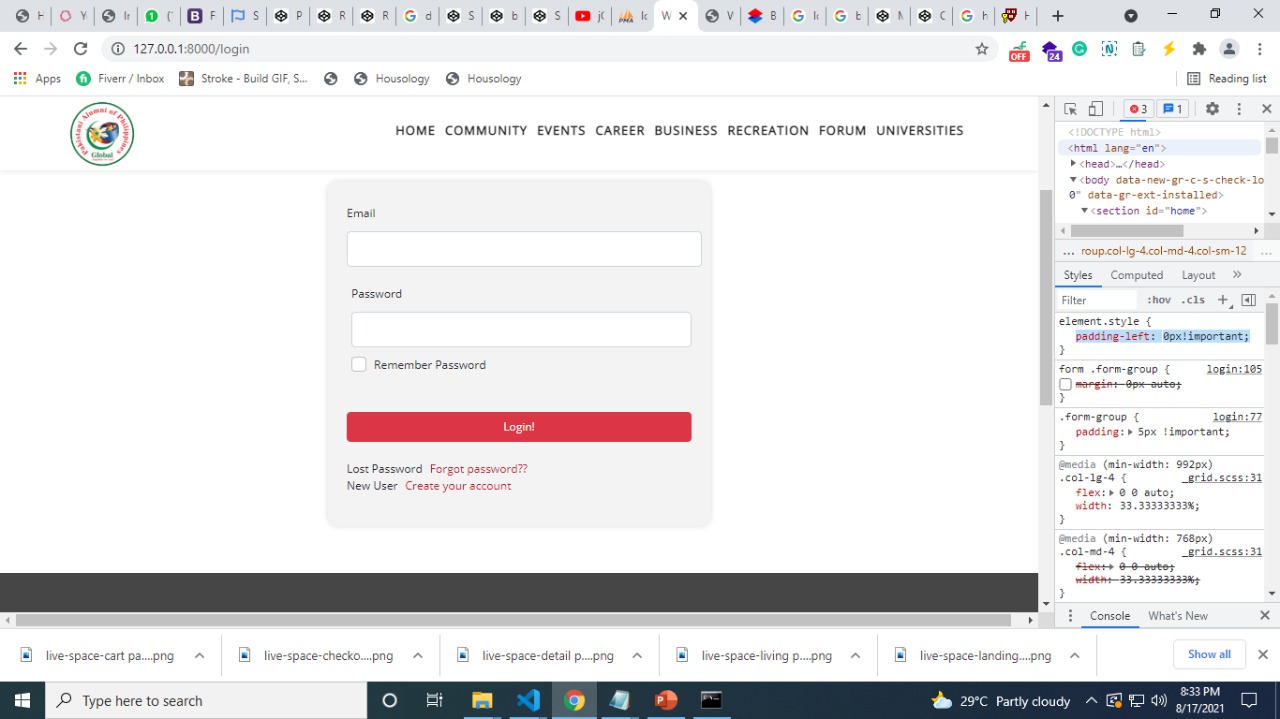 127.0.0.1:8000/login
OFF
24
Apps
Fiverr / Inbox
Stroke - Build GIF, S...
Housology
Housology
Reading list
Pakistani Alumni of Philippines
Global
HOME COMMUNITY EVENTS CAREER BUSINESS RECREATION FORUM UNIVERSITIES
Email
Password
Remember Password
Login!
Lost Password Forgot password??
New User Create your account
3
1
<!DOCTYPE html>
<html lang="en">
<head>…</head>
<body data-new-gr-c-s-check-lo
0" data-gr-ext-installed>
<section id="home">
... roup.col-lg-4.col-md-4.col-sm-12 ...
Styles Computed Layout »
Filter :hov .cls +
element.style {
padding-left: 0px!important;
}
form .form-group { login:105
margin: 0px auto;
}
.form-group { login:77
padding: 5px !important;
}
@media (min-width: 992px)
.col-lg-4 { _grid.scss:31
flex: 0 0 auto;
width: 33.33333333%;
}
@media (min-width: 768px)
.col-md-4 { _grid.scss:31
flex: 0 0 auto;
width: 33.33333333%;
}
Console What's New
live-space-cart pa....png
live-space-checko....png
live-space-detail p....png
live-space-living p....png
live-space-landing....png
Show all
Type here to search
29°C Partly cloudy
8:33 PM
8/17/2021